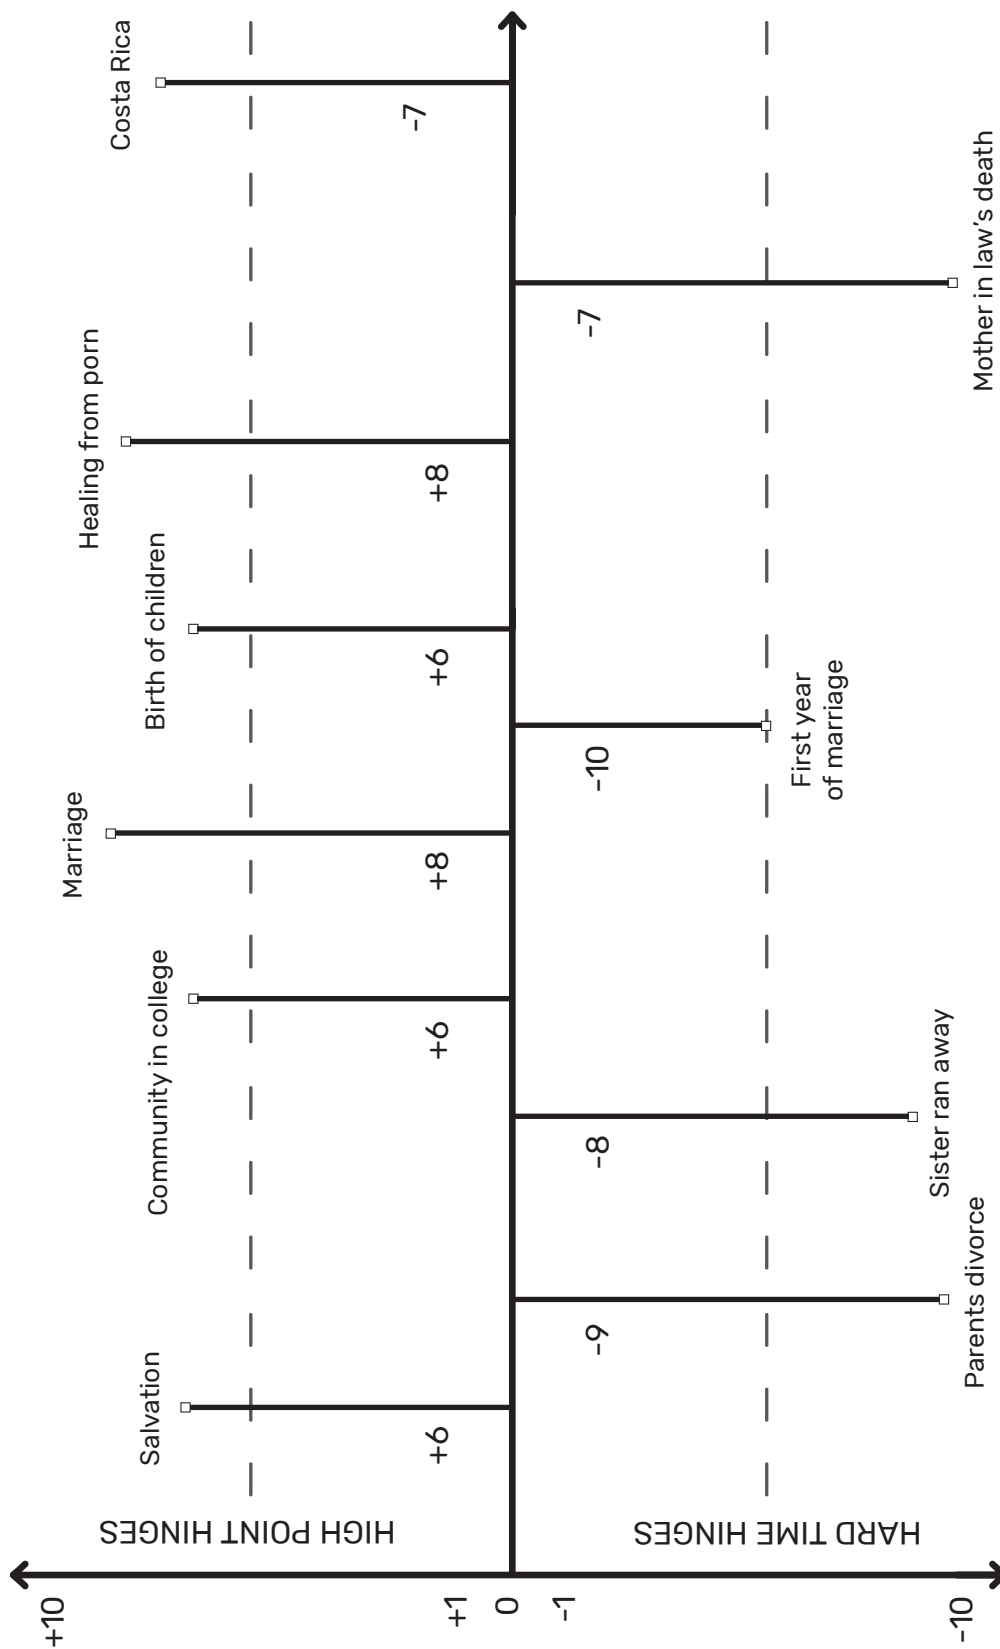 +10
+1
0
-1
-10
HIGH POINT HINGES
HARD TIME HINGES
Salvation
+6
-9
Parents divorce
-8
Sister ran away
Community in college
+6
Marriage
+8
-10
First year
of marriage
Birth of children
+6
Healing from porn
+8
-7
Mother in law’s death
Costa Rica
-7